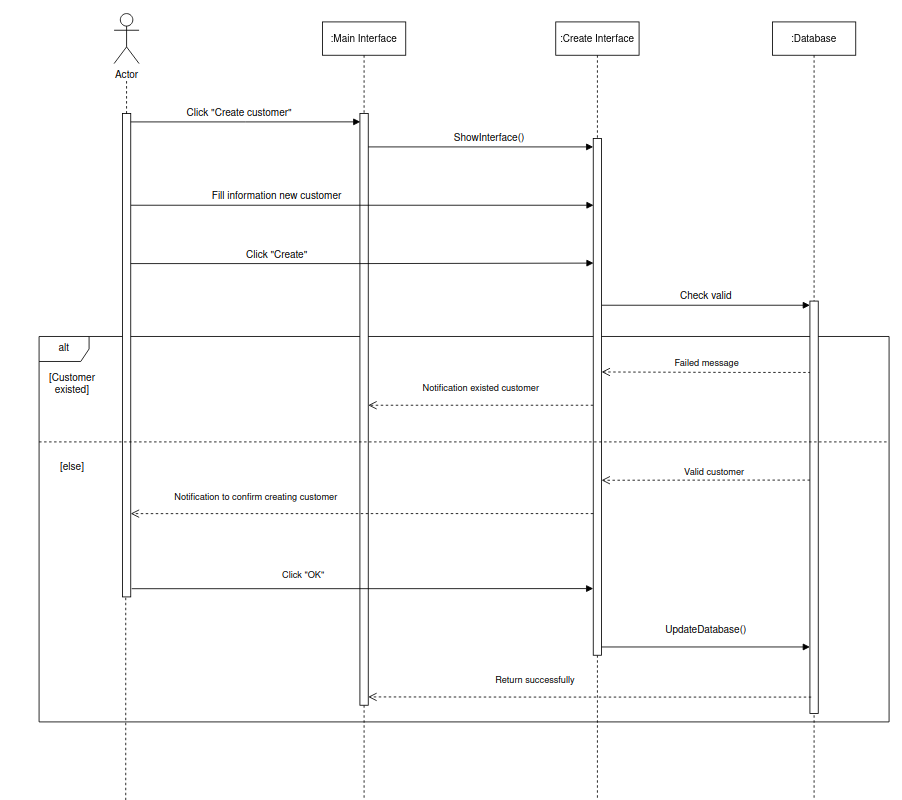 :Main Interface
:Create Interface
:Database
Actor
Click "Create customer"
ShowInterface()
Fill information new customer
Click "Create"
Check valid
alt
Failed message
[Customer
existed]
Notification existed customer
[else]
Valid customer
Notification to confirm creating customer
Click "OK"
UpdateDatabase()
Return successfully